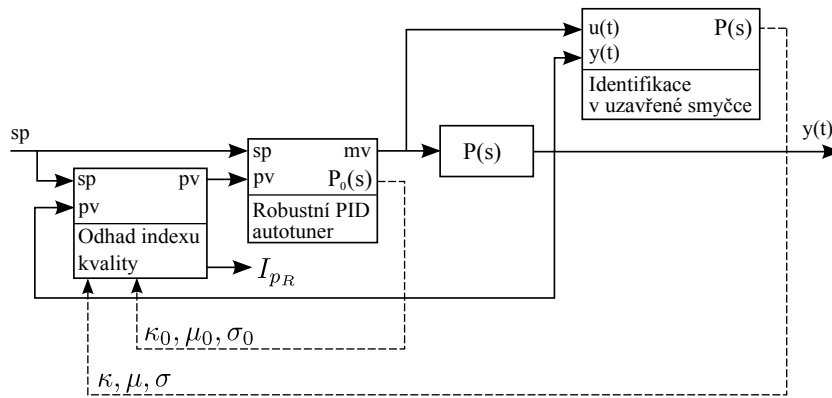 u(t) P(s)
y(t)
Identifikace
v uzavřené smyčce
sp
y(t)
sp mv
pv P₀(s)
Robustní PID
autotuner
P(s)
sp pv
pv
Odhad indexu
kvality
I_{p_R}
κ₀, μ₀, σ₀
κ, μ, σ